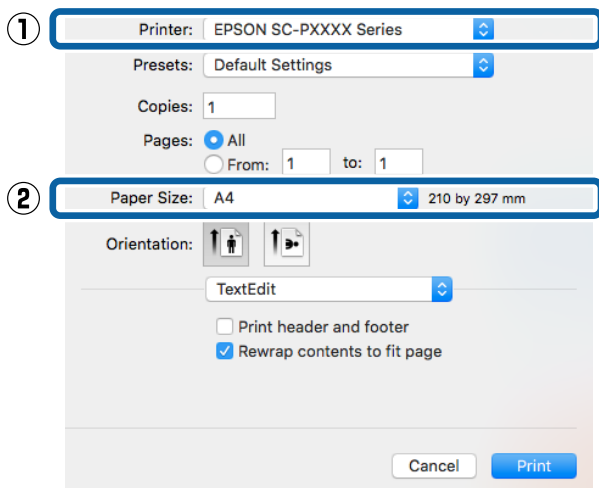 ① Printer: EPSON SC-PXXXX Series
Presets: Default Settings
Copies: 1
Pages: All
From: 1 to: 1
② Paper Size: A4 210 by 297 mm
Orientation:
TextEdit
Print header and footer
Rewrap contents to fit page
Cancel Print